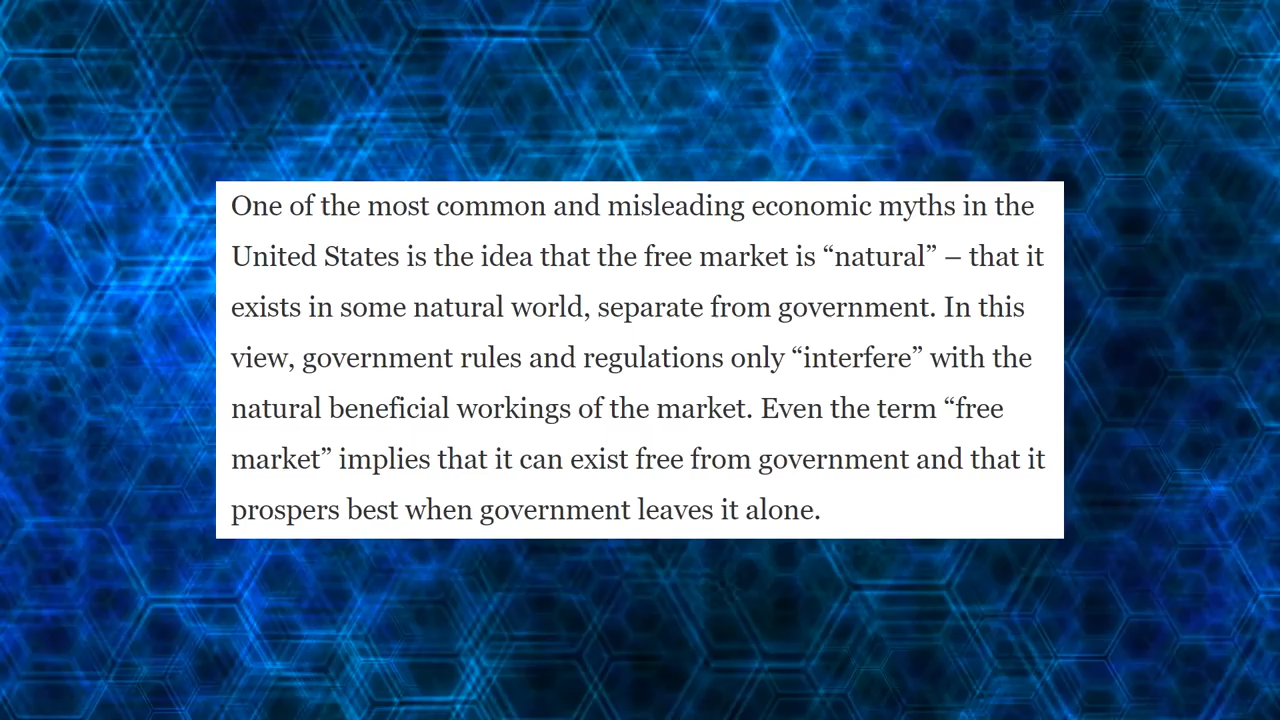 One of the most common and misleading economic myths in the
United States is the idea that the free market is “natural” – that it
exists in some natural world, separate from government. In this
view, government rules and regulations only “interfere” with the
natural beneficial workings of the market. Even the term “free
market” implies that it can exist free from government and that it
prospers best when government leaves it alone.